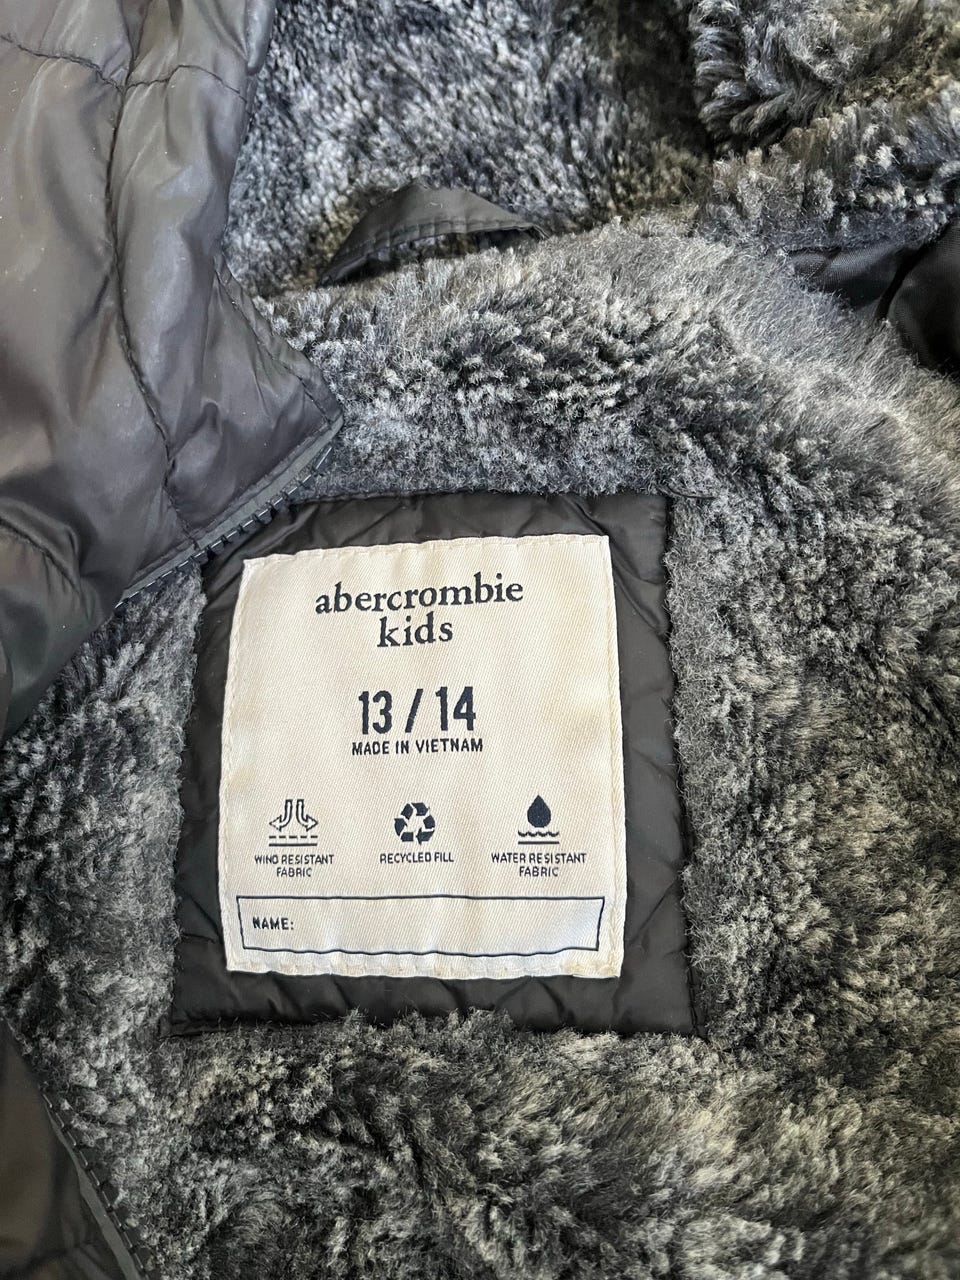 abercrombie
kids
13 / 14
MADE IN VIETNAM
WIND RESISTANT
FABRIC
RECYCLED FILL
WATER RESISTANT
FABRIC
NAME: